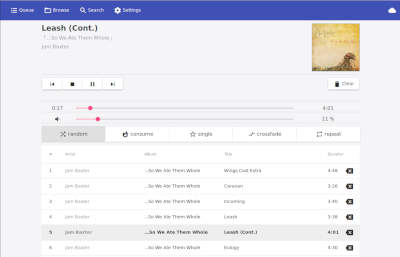 Queue Browse Search Settings
Leash (Cont.)
「...So We Ate Them Whole」
Jam Baxter
Clear
0:17 4:01
11 %
random consume single crossfade repeat
# Artist Album Title Duration
1 Jam Baxter ...So We Ate Them Whole Wings Cost Extra 4:48
2 Jam Baxter ...So We Ate Them Whole Caravan 3:26
3 Jam Baxter ...So We Ate Them Whole Incoming 3:40
4 Jam Baxter ...So We Ate Them Whole Leash 3:38
5 Jam Baxter ...So We Ate Them Whole Leash (Cont.) 4:01
6 Jam Baxter ...So We Ate Them Whole Eulogy 4:30